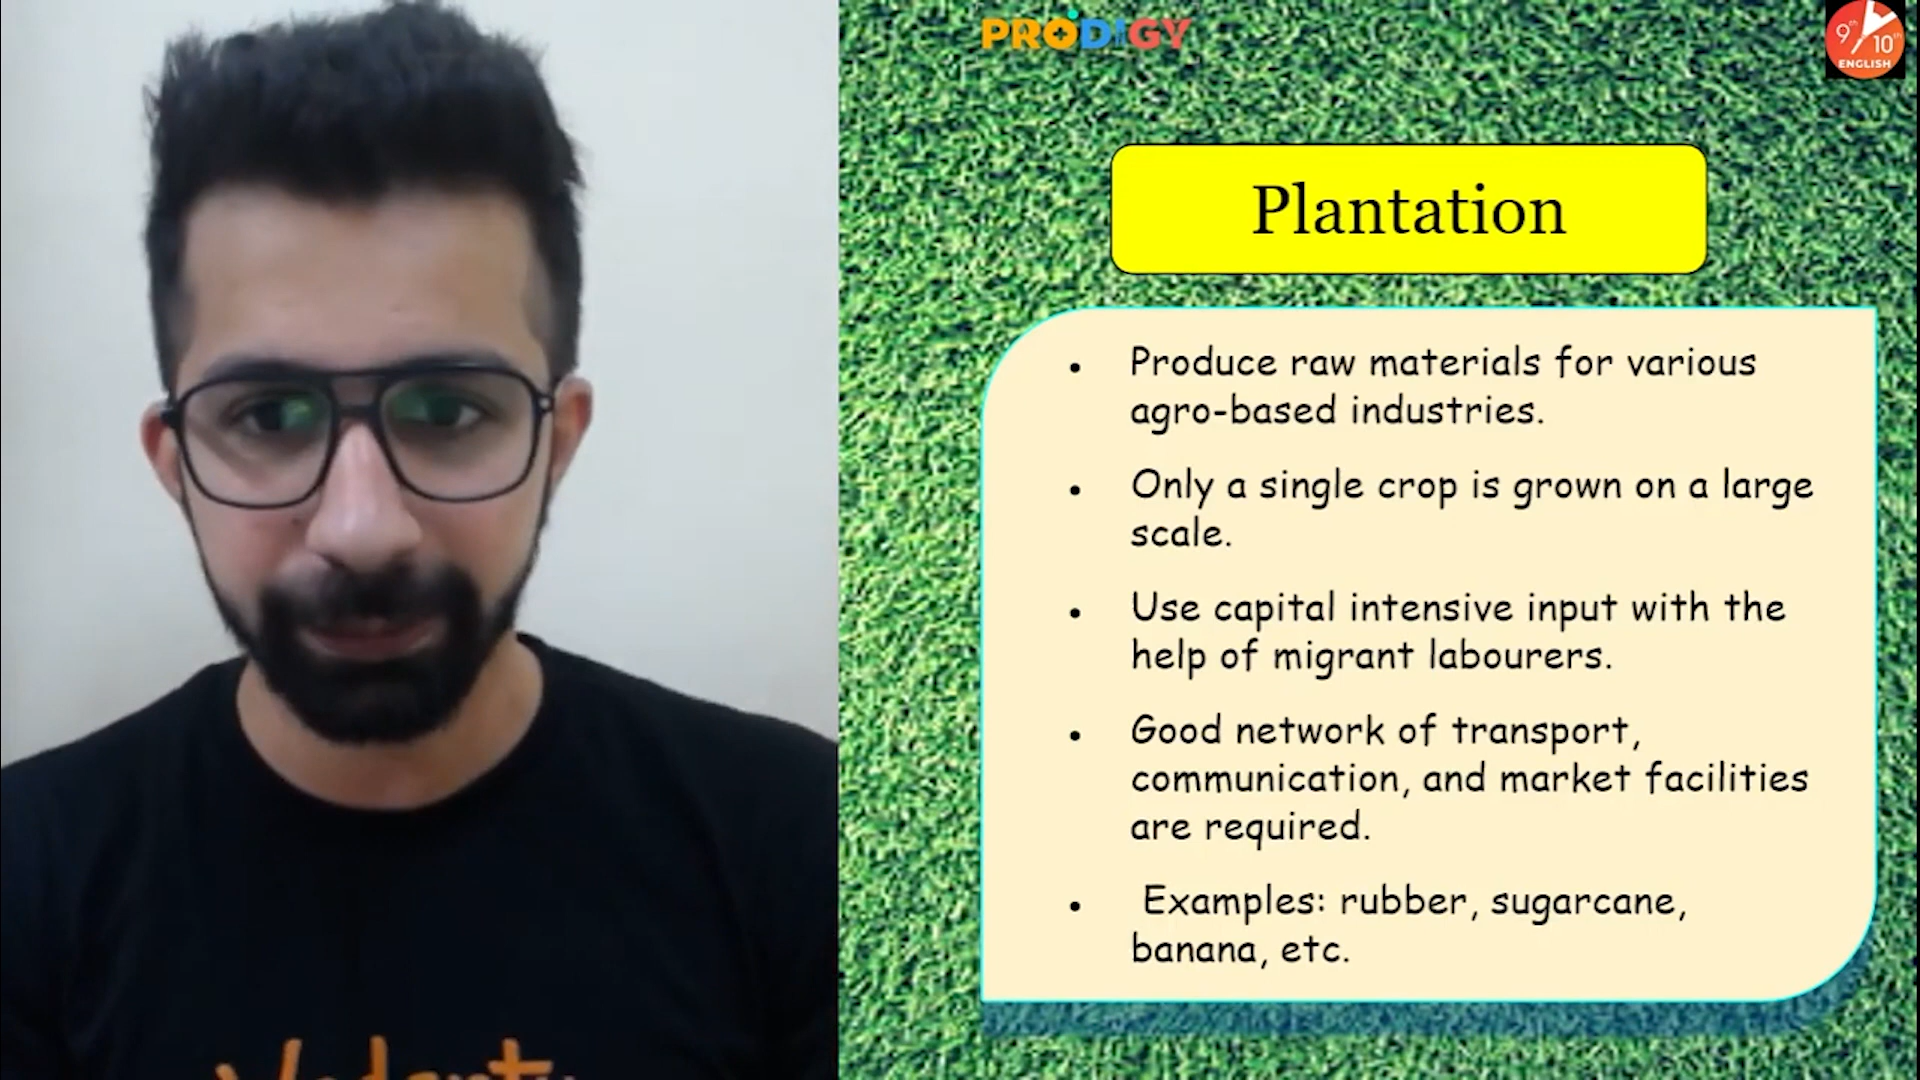 PRODIGY
9th 10th
ENGLISH
Plantation
• Produce raw materials for various
agro-based industries.
• Only a single crop is grown on a large
scale.
• Use capital intensive input with the
help of migrant labourers.
• Good network of transport,
communication, and market facilities
are required.
• Examples: rubber, sugarcane,
banana, etc.